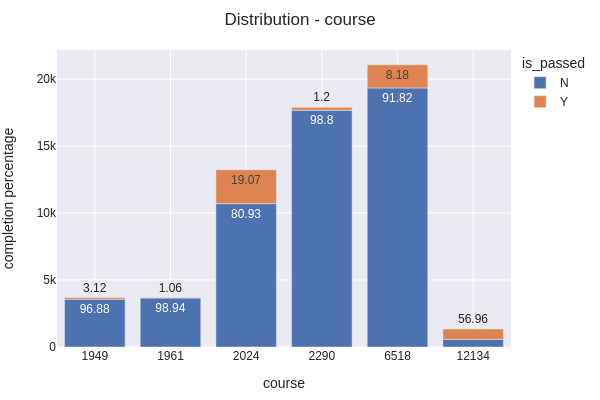 Distribution - course
is_passed
N
Y
completion percentage
20k
15k
10k
5k
0
3.12
96.88
1.06
98.94
19.07
80.93
1.2
98.8
8.18
91.82
56.96
1949
1961
2024
2290
6518
12134
course